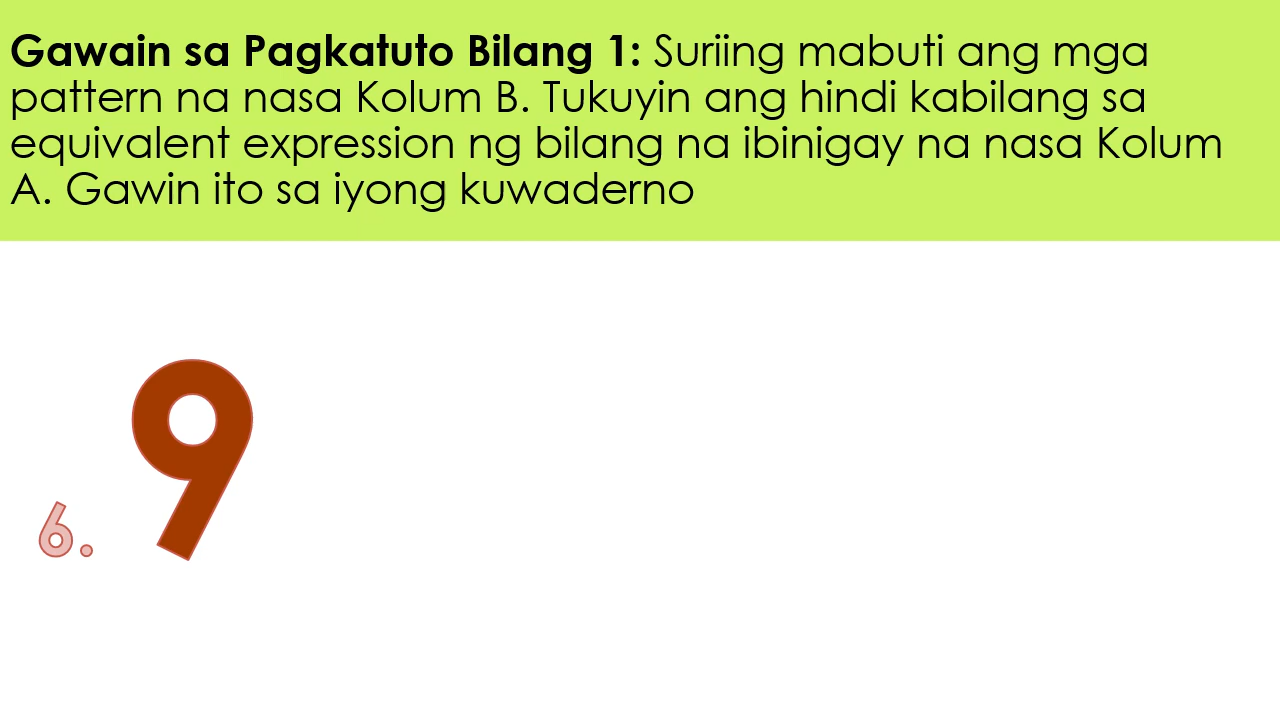 Gawain sa Pagkatuto Bilang 1: Suriing mabuti ang mga
pattern na nasa Kolum B. Tukuyin ang hindi kabilang sa
equivalent expression ng bilang na ibinigay na nasa Kolum
A. Gawin ito sa iyong kuwaderno
6. 9